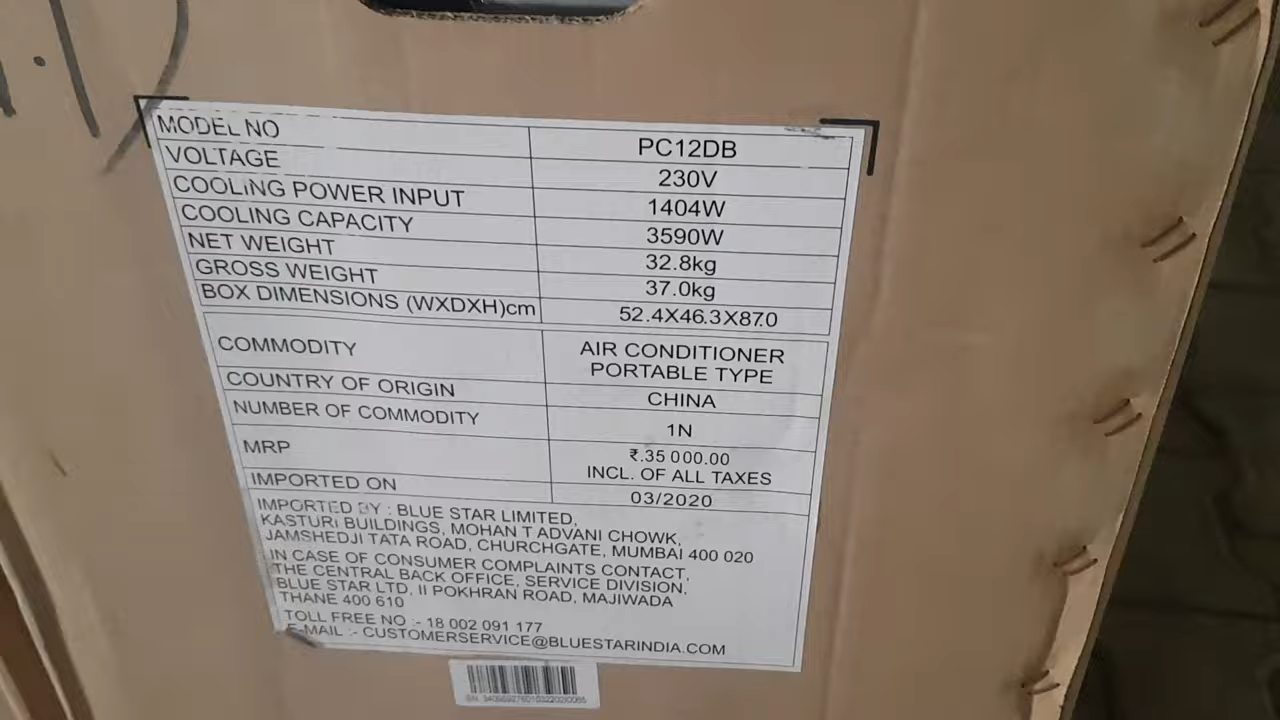 MODEL NO PC12DB
VOLTAGE 230V
COOLING POWER INPUT 1404W
COOLING CAPACITY 3590W
NET WEIGHT 32.8kg
GROSS WEIGHT 37.0kg
BOX DIMENSIONS (WXDXH)cm 52.4X46.3X87.0
COMMODITY AIR CONDITIONER
PORTABLE TYPE
COUNTRY OF ORIGIN CHINA
NUMBER OF COMMODITY 1N
MRP ₹.35 000.00
INCL. OF ALL TAXES
IMPORTED ON 03/2020
IMPORTED BY : BLUE STAR LIMITED,
KASTURI BUILDINGS, MOHAN T ADVANI CHOWK,
JAMSHEDJI TATA ROAD, CHURCHGATE, MUMBAI 400 020
IN CASE OF CONSUMER COMPLAINTS CONTACT,
THE CENTRAL BACK OFFICE, SERVICE DIVISION,
BLUE STAR LTD, II POKHRAN ROAD, MAJIWADA
THANE 400 610
TOLL FREE NO :- 18 002 091 177
E-MAIL :- CUSTOMERSERVICE@BLUESTARINDIA.COM